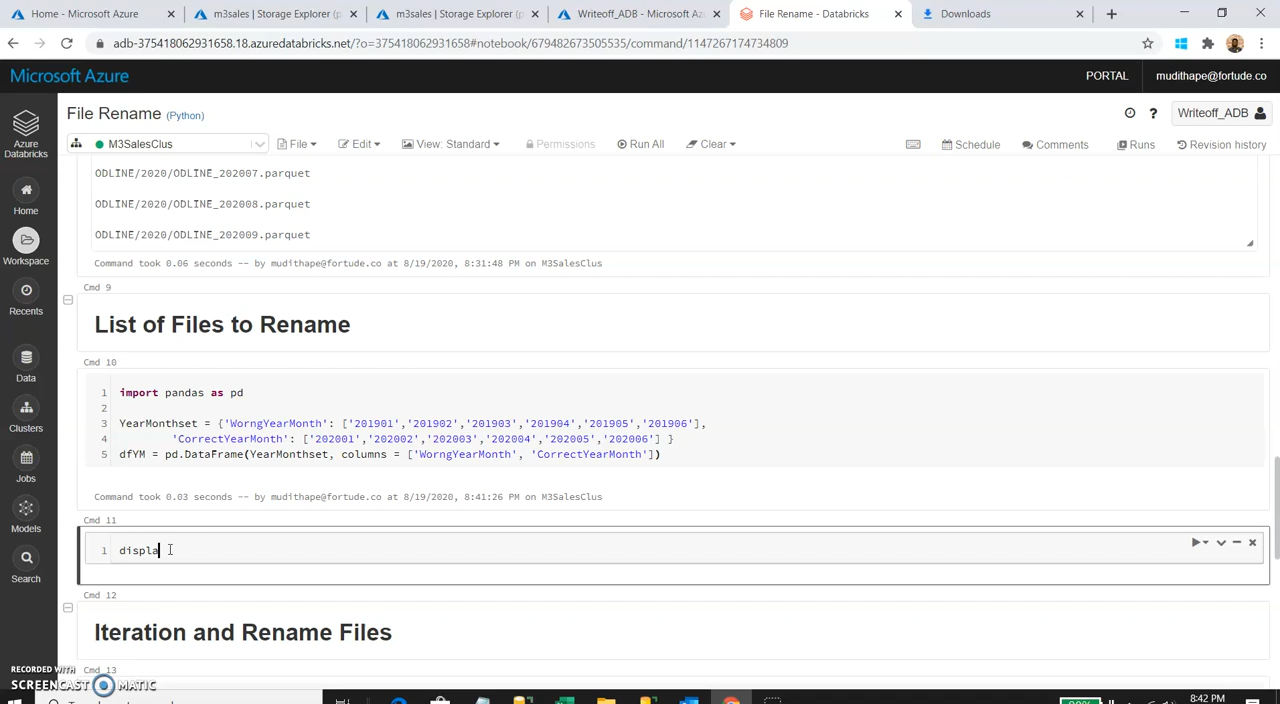 Home - Microsoft Azure
m3sales | Storage Explorer (p
m3sales | Storage Explorer (p
Writeoff_ADB - Microsoft Az
File Rename - Databricks
Downloads
adb-375418062931658.18.azuredatabricks.net/?o=375418062931658#notebook/679482673505535/command/1147267174734809
Microsoft Azure
PORTAL
mudithape@fortude.co
Azure
Databricks
Home
Workspace
Recents
Data
Clusters
Jobs
Models
Search
File Rename (Python)
? Writeoff_ADB
M3SalesClus
File
Edit
View: Standard
Permissions
Run All
Clear
Schedule
Comments
Runs
Revision history
ODLINE/2020/ODLINE_202007.parquet
ODLINE/2020/ODLINE_202008.parquet
ODLINE/2020/ODLINE_202009.parquet
Command took 0.06 seconds -- by mudithape@fortude.co at 8/19/2020, 8:31:48 PM on M3SalesClus
Cmd 9
List of Files to Rename
Cmd 10
1 import pandas as pd
2
3 YearMonthset = {'WorngYearMonth': ['201901','201902','201903','201904','201905','201906'],
4 'CorrectYearMonth': ['202001','202002','202003','202004','202005','202006'] }
5 dfYM = pd.DataFrame(YearMonthset, columns = ['WorngYearMonth', 'CorrectYearMonth'])
Command took 0.03 seconds -- by mudithape@fortude.co at 8/19/2020, 8:41:26 PM on M3SalesClus
Cmd 11
1 displa
Cmd 12
Iteration and Rename Files
Cmd 13
RECORDED WITH
SCREENCAST MATIC
8:42 PM